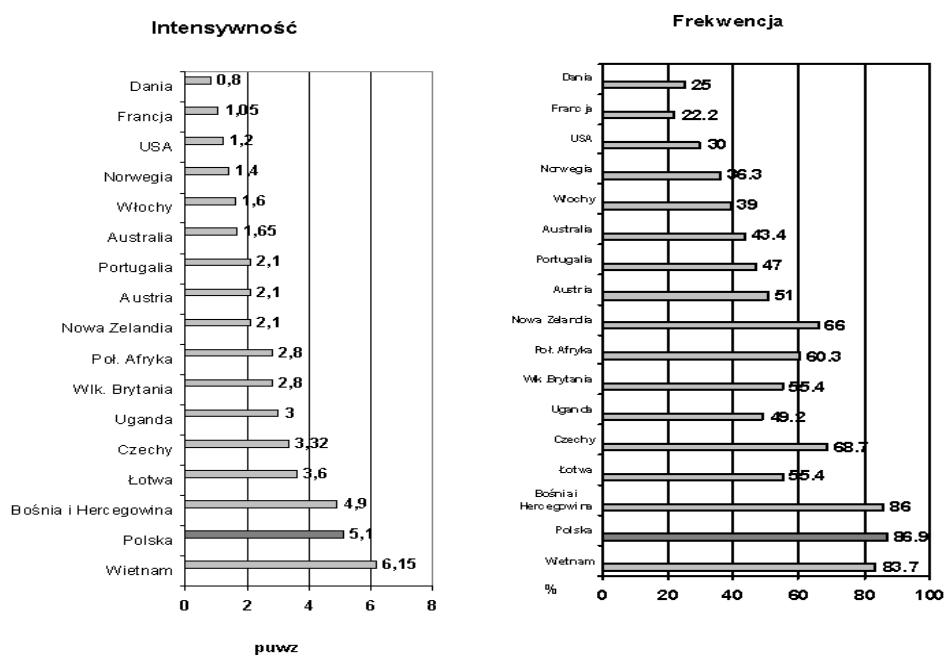 Intensywność
Dania 0,8
Francja 1,05
USA 1,2
Norwegia 1,4
Włochy 1,6
Australia 1,65
Portugalia 2,1
Austria 2,1
Nowa Zelandia 2,1
Poł. Afryka 2,8
Wlk. Brytania 2,8
Uganda 3
Czechy 3,32
Łotwa 3,6
Bośnia i Hercegowina 4,9
Polska 5,1
Wietnam 6,15
0 2 4 6 8
puwz
Frekwencja
Dania 25
Francja 22.2
USA 30
Norwegia 36.3
Włochy 39
Australia 43.4
Portugalia 47
Austria 51
Nowa Zelandia 66
Poł. Afryka 60.3
Wlk. Brytania 55.4
Uganda 49.2
Czechy 68.7
Łotwa 55.4
Bośnia i
Hercegowina 86
Polska 86.9
Wietnam 83.7
% 0 20 40 60 80 100